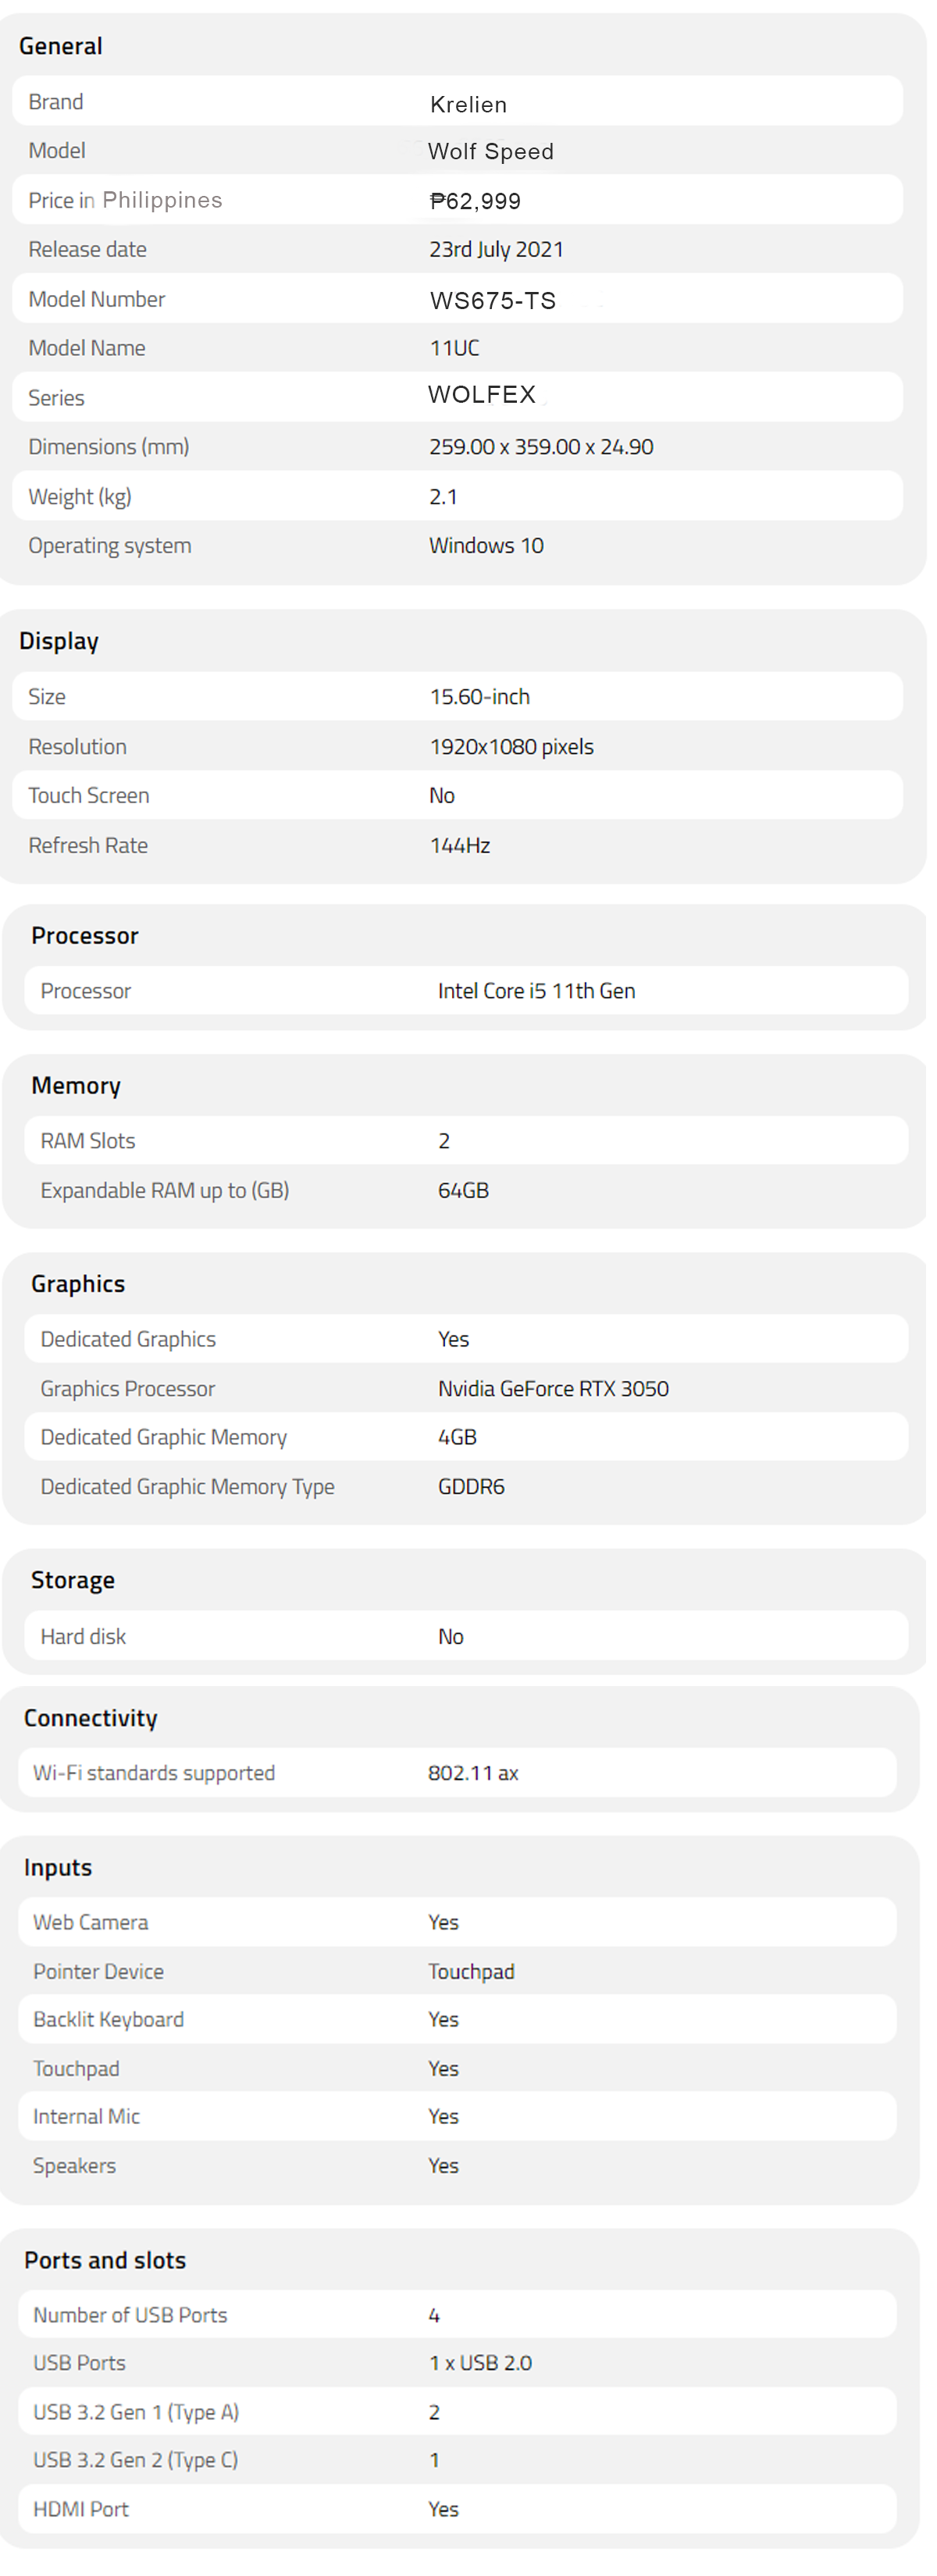 General
Brand Krelien
Model Wolf Speed
Price in Philippines ₱62,999
Release date 23rd July 2021
Model Number WS675-TS
Model Name 11UC
Series WOLFEX
Dimensions (mm) 259.00 x 359.00 x 24.90
Weight (kg) 2.1
Operating system Windows 10
Display
Size 15.60-inch
Resolution 1920x1080 pixels
Touch Screen No
Refresh Rate 144Hz
Processor
Processor Intel Core i5 11th Gen
Memory
RAM Slots 2
Expandable RAM up to (GB) 64GB
Graphics
Dedicated Graphics Yes
Graphics Processor Nvidia GeForce RTX 3050
Dedicated Graphic Memory 4GB
Dedicated Graphic Memory Type GDDR6
Storage
Hard disk No
Connectivity
Wi-Fi standards supported 802.11 ax
Inputs
Web Camera Yes
Pointer Device Touchpad
Backlit Keyboard Yes
Touchpad Yes
Internal Mic Yes
Speakers Yes
Ports and slots
Number of USB Ports 4
USB Ports 1 x USB 2.0
USB 3.2 Gen 1 (Type A) 2
USB 3.2 Gen 2 (Type C) 1
HDMI Port Yes